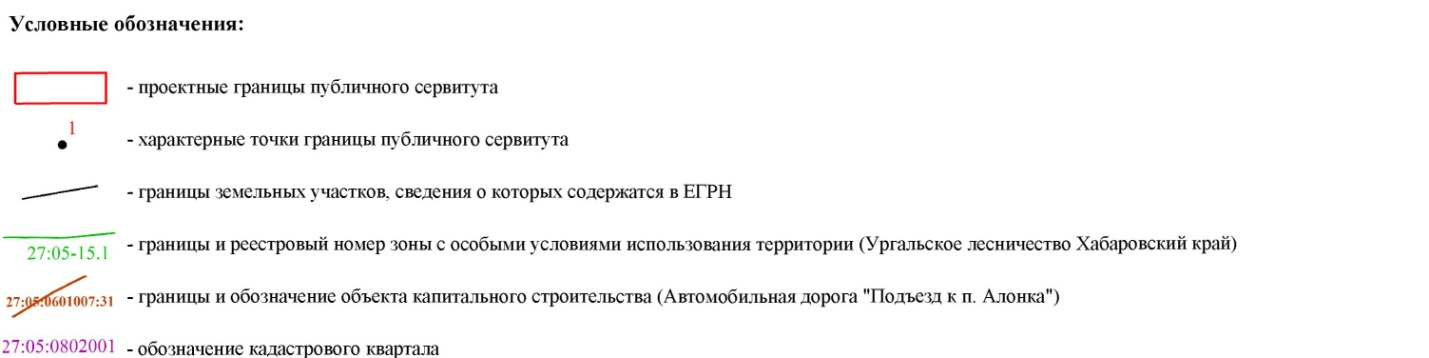 Условные обозначения:
- проектные границы публичного сервитута
1
- характерные точки границы публичного сервитута
- границы земельных участков, сведения о которых содержатся в ЕГРН
27:05-15.1 - границы и реестровый номер зоны с особыми условиями использования территории (Ургальское лесничество Хабаровский край)
27:05:0601007:31 - границы и обозначение объекта капитального строительства (Автомобильная дорога "Подъезд к п. Алонка")
27:05:0802001 - обозначение кадастрового квартала